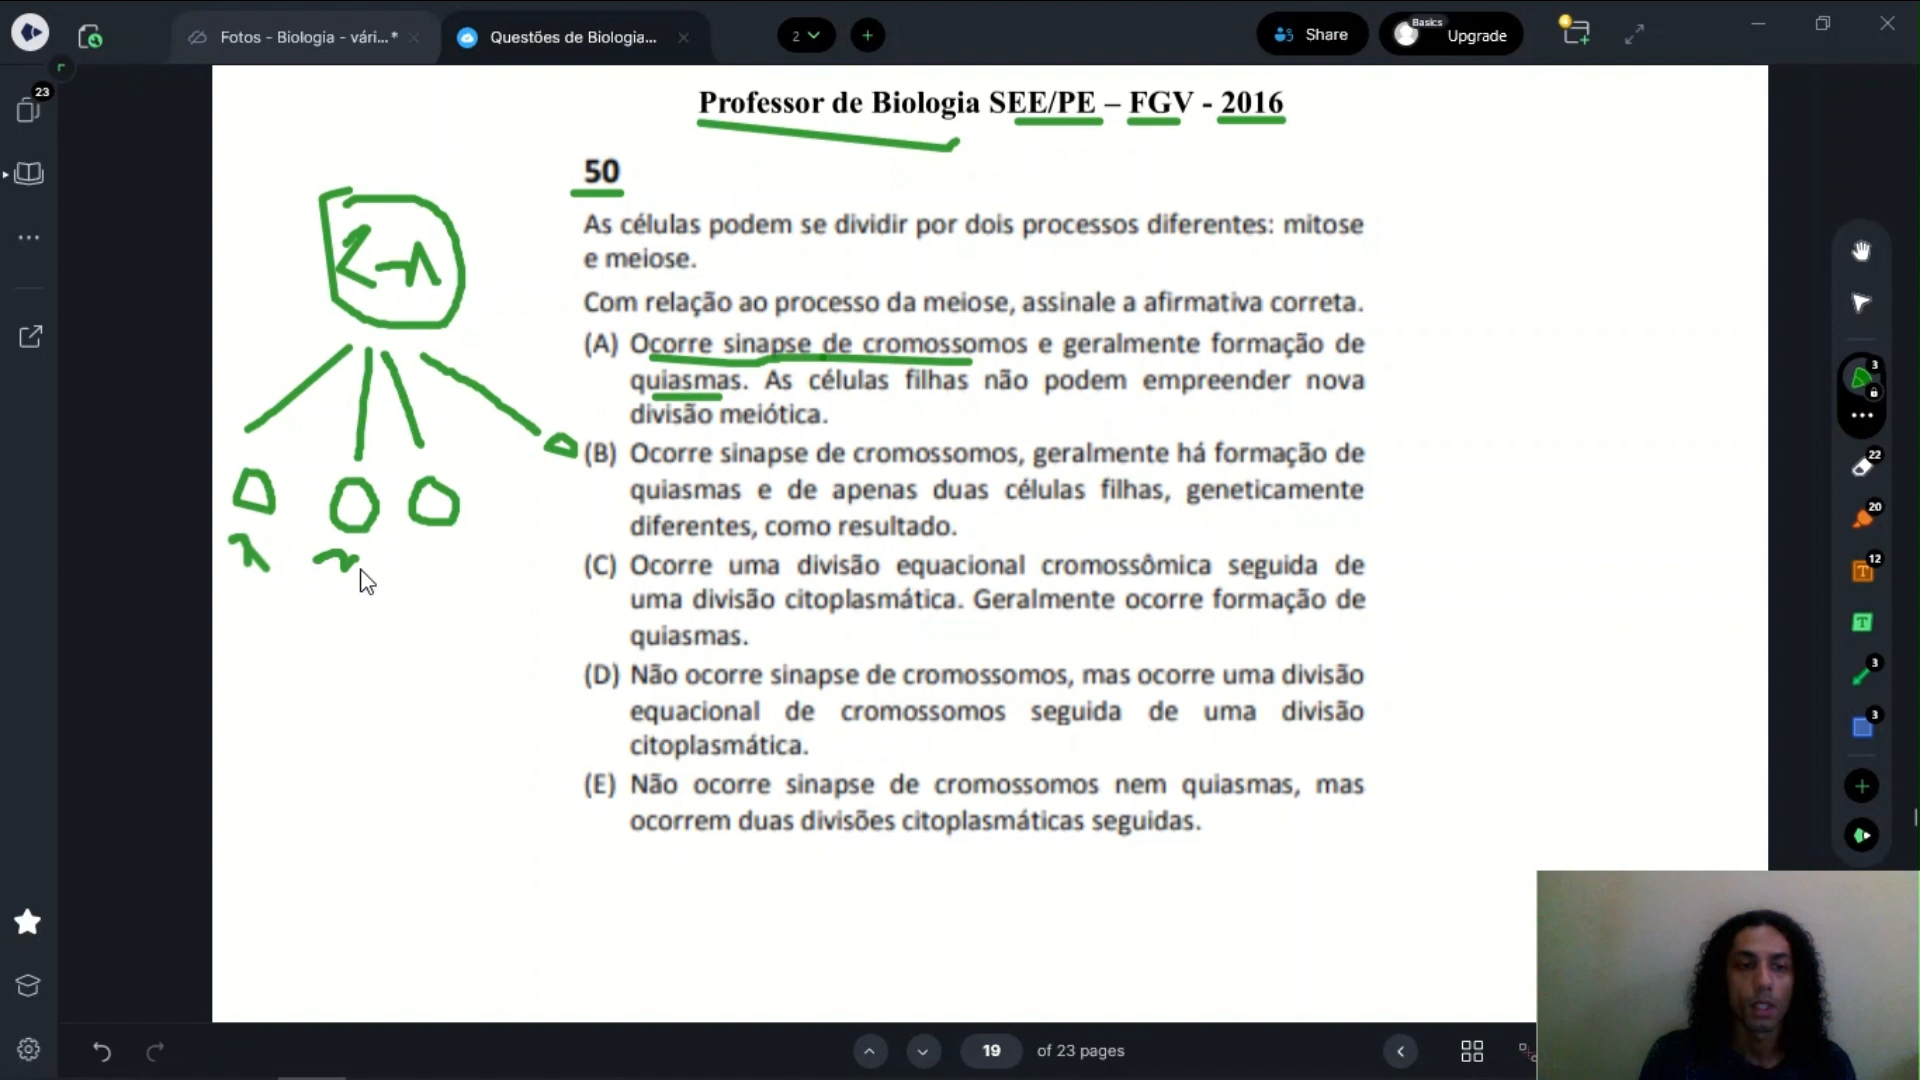 23
Fotos - Biologia - vári...*
Questões de Biologia...
2
Share
Basics
Upgrade
Professor de Biologia SEE/PE – FGV - 2016
50
As células podem se dividir por dois processos diferentes: mitose
e meiose.
Com relação ao processo da meiose, assinale a afirmativa correta.
(A) Ocorre sinapse de cromossomos e geralmente formação de
quiasmas. As células filhas não podem empreender nova
divisão meiótica.
(B) Ocorre sinapse de cromossomos, geralmente há formação de
quiasmas e de apenas duas células filhas, geneticamente
diferentes, como resultado.
(C) Ocorre uma divisão equacional cromossômica seguida de
uma divisão citoplasmática. Geralmente ocorre formação de
quiasmas.
(D) Não ocorre sinapse de cromossomos, mas ocorre uma divisão
equacional de cromossomos seguida de uma divisão
citoplasmática.
(E) Não ocorre sinapse de cromossomos nem quiasmas, mas
ocorrem duas divisões citoplasmáticas seguidas.
2n
n n
3
22
20
12
T
T
3
3
19 of 23 pages